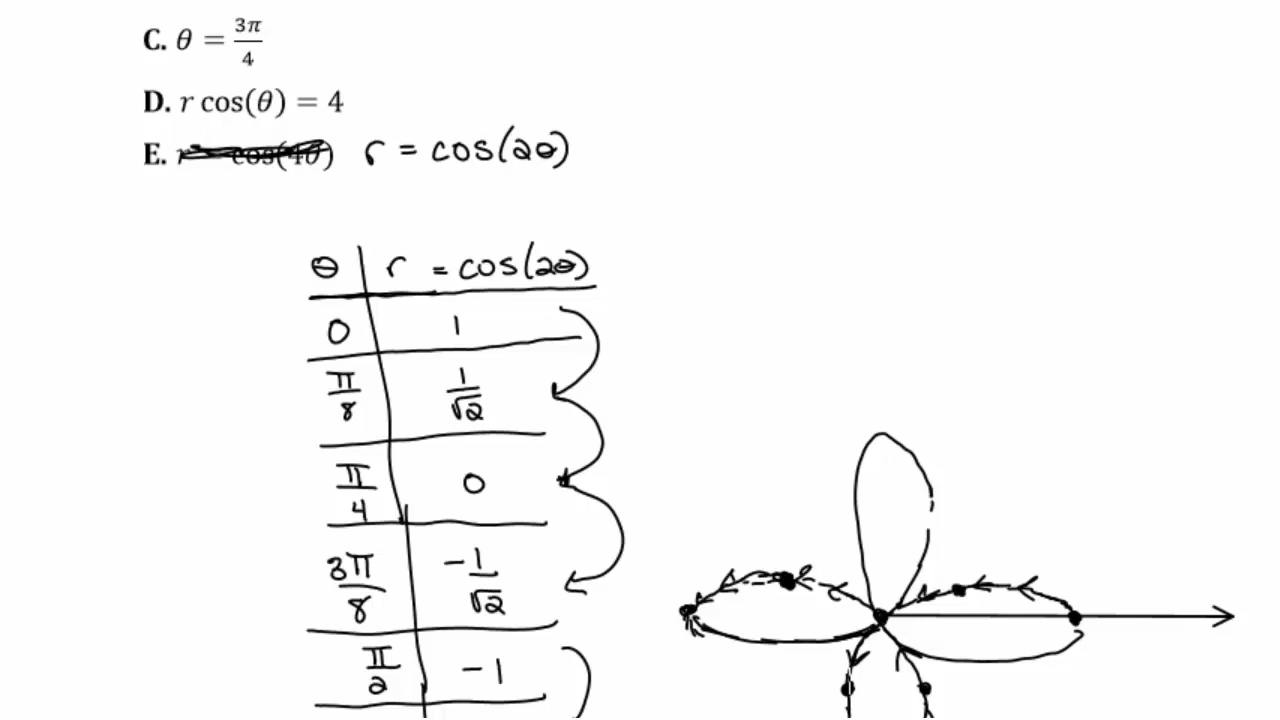 C. θ = 3π/4
D. r cos(θ) = 4
E. r = cos(4θ) r = cos(2θ)
θ r = cos(2θ)
0 1
π/8 1/√2
π/4 0
3π/8 -1/√2
π/2 -1